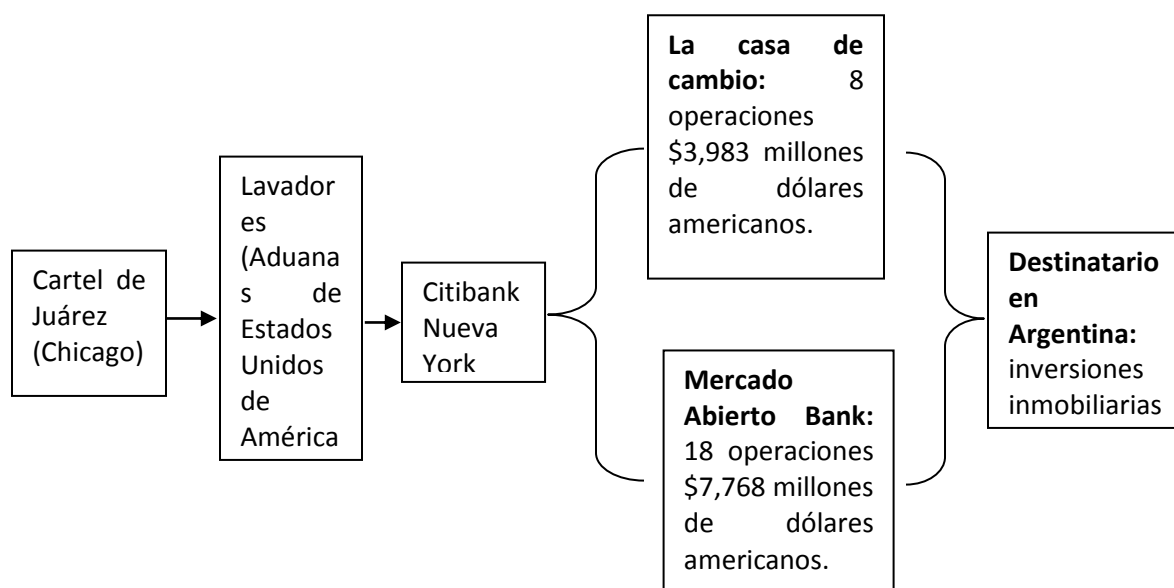 Cartel de
Juárez
(Chicago)
Lavador
es
(Aduana
s de
Estados
Unidos
de
América
Citibank
Nueva
York
La casa de
cambio: 8
operaciones
$3,983 millones
de dólares
americanos.
Mercado
Abierto Bank:
18 operaciones
$7,768 millones
de dólares
americanos.
Destinatario
en
Argentina:
inversiones
inmobiliarias